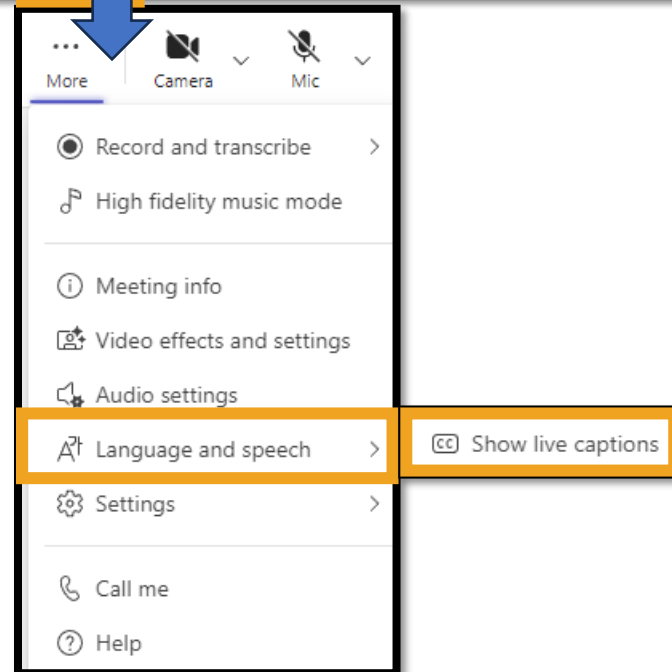 More Camera Mic
Record and transcribe
High fidelity music mode
Meeting info
Video effects and settings
Audio settings
Language and speech
CC Show live captions
Settings
Call me
Help